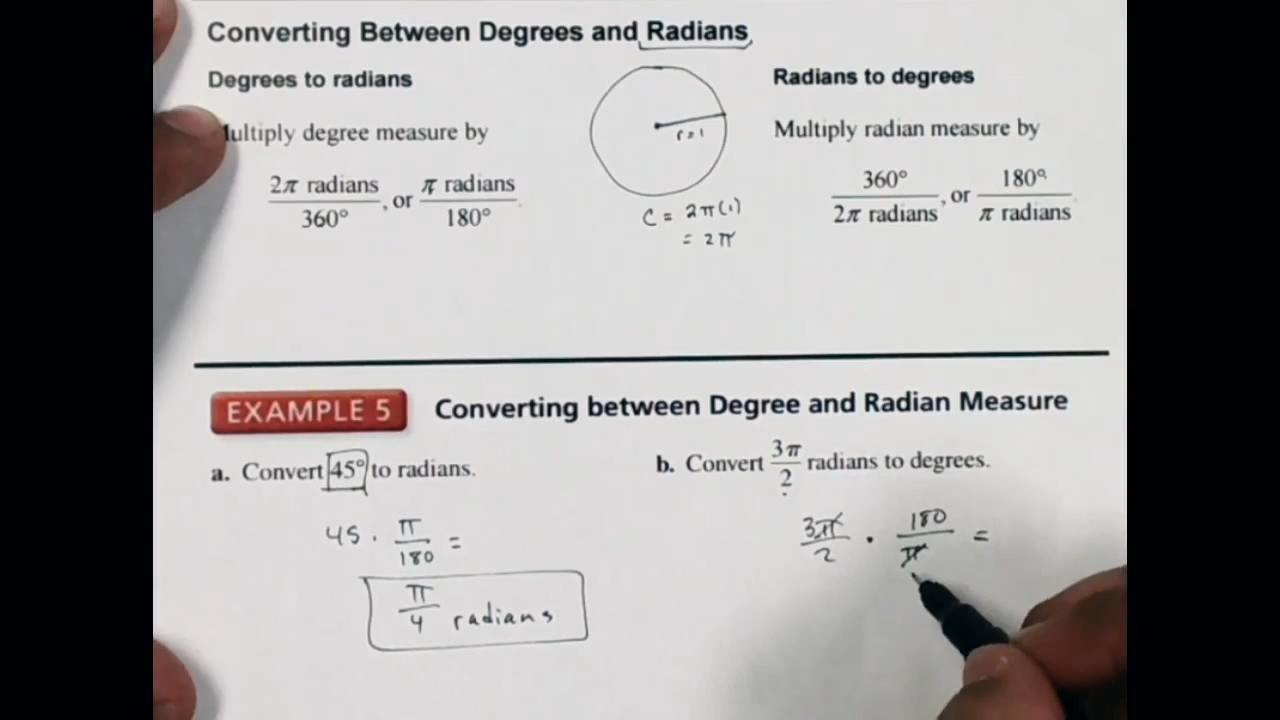 Converting Between Degrees and Radians
Degrees to radians
Multiply degree measure by
2π radians / 360° , or π radians / 180°
r = 1
C = 2π(1)
= 2π
Radians to degrees
Multiply radian measure by
360° / 2π radians , or 180° / π radians
EXAMPLE 5 Converting between Degree and Radian Measure
a. Convert 45° to radians.
45 · π / 180 =
π / 4 radians
b. Convert 3π / 2 radians to degrees.
3π / 2 · 180 / π =